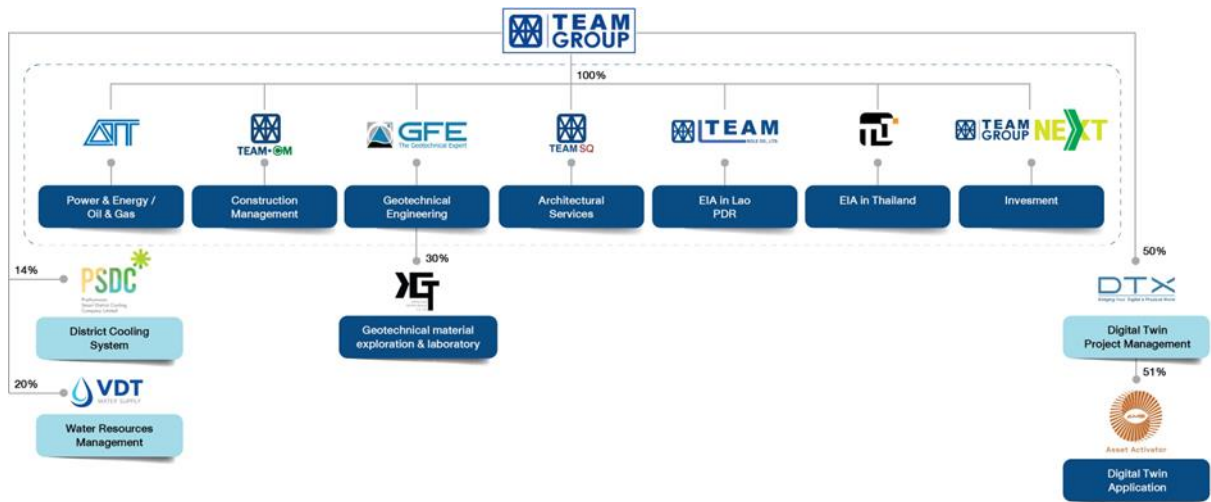 TEAM
GROUP
100%
ATT
TEAM•CM
GFE
The Geotechnical Expert
TEAM SQ
LTEAM
TEAM
GROUP
NEXT
Power & Energy /
Oil & Gas
Construction
Management
Geotechnical
Engineering
Architectural
Services
EIA in Lao
PDR
EIA in Thailand
Invesment
14%
PSDC
30%
50%
DTX
District Cooling
System
Geotechnical material
exploration & laboratory
Digital Twin
Project Management
20%
VDT
WATER SUPPLY
51%
Asset Activator
Water Resources
Management
Digital Twin
Application